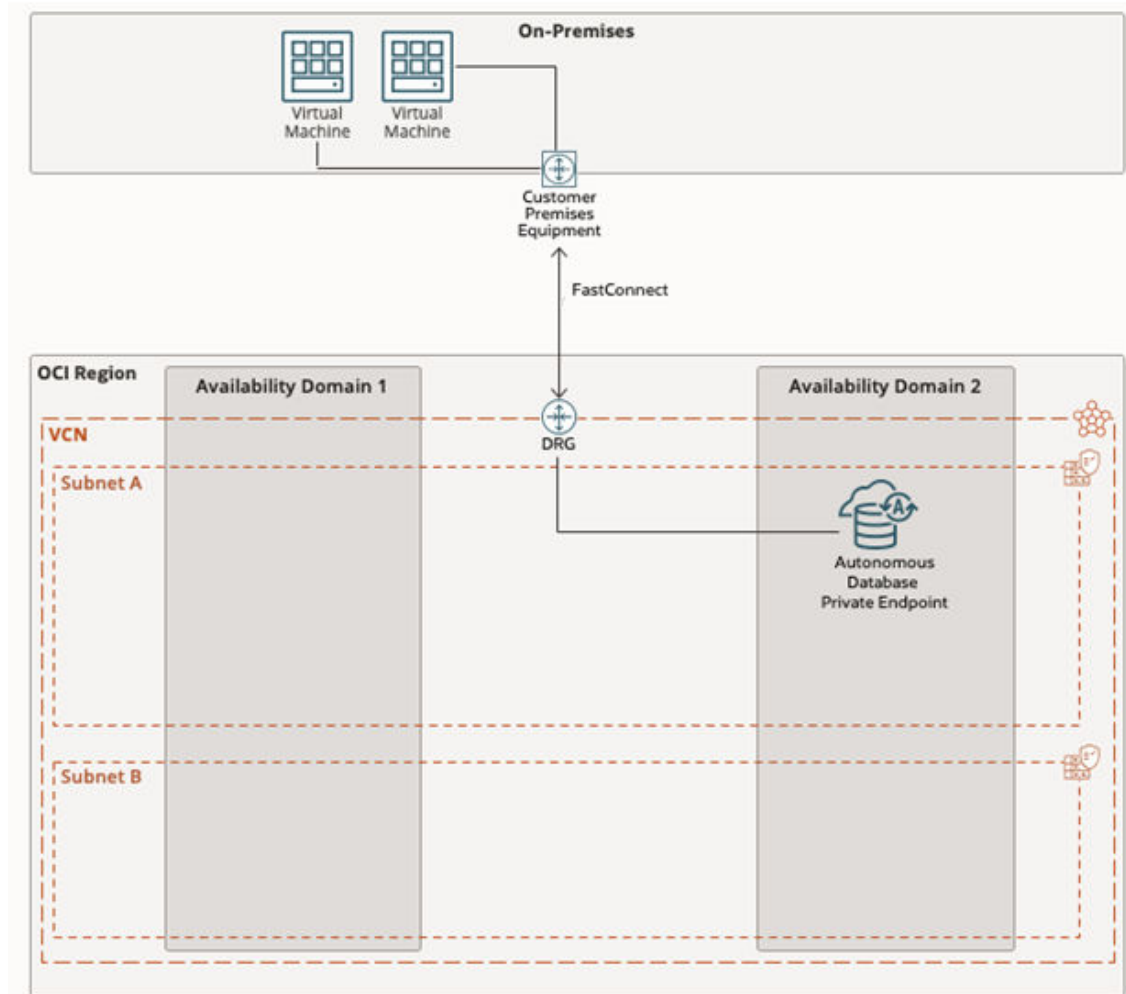 On-Premises
Virtual
Machine
Virtual
Machine
Customer
Premises
Equipment
FastConnect
OCI Region
Availability Domain 1
Availability Domain 2
VCN
DRG
Subnet A
A
Autonomous
Database
Private Endpoint
Subnet B